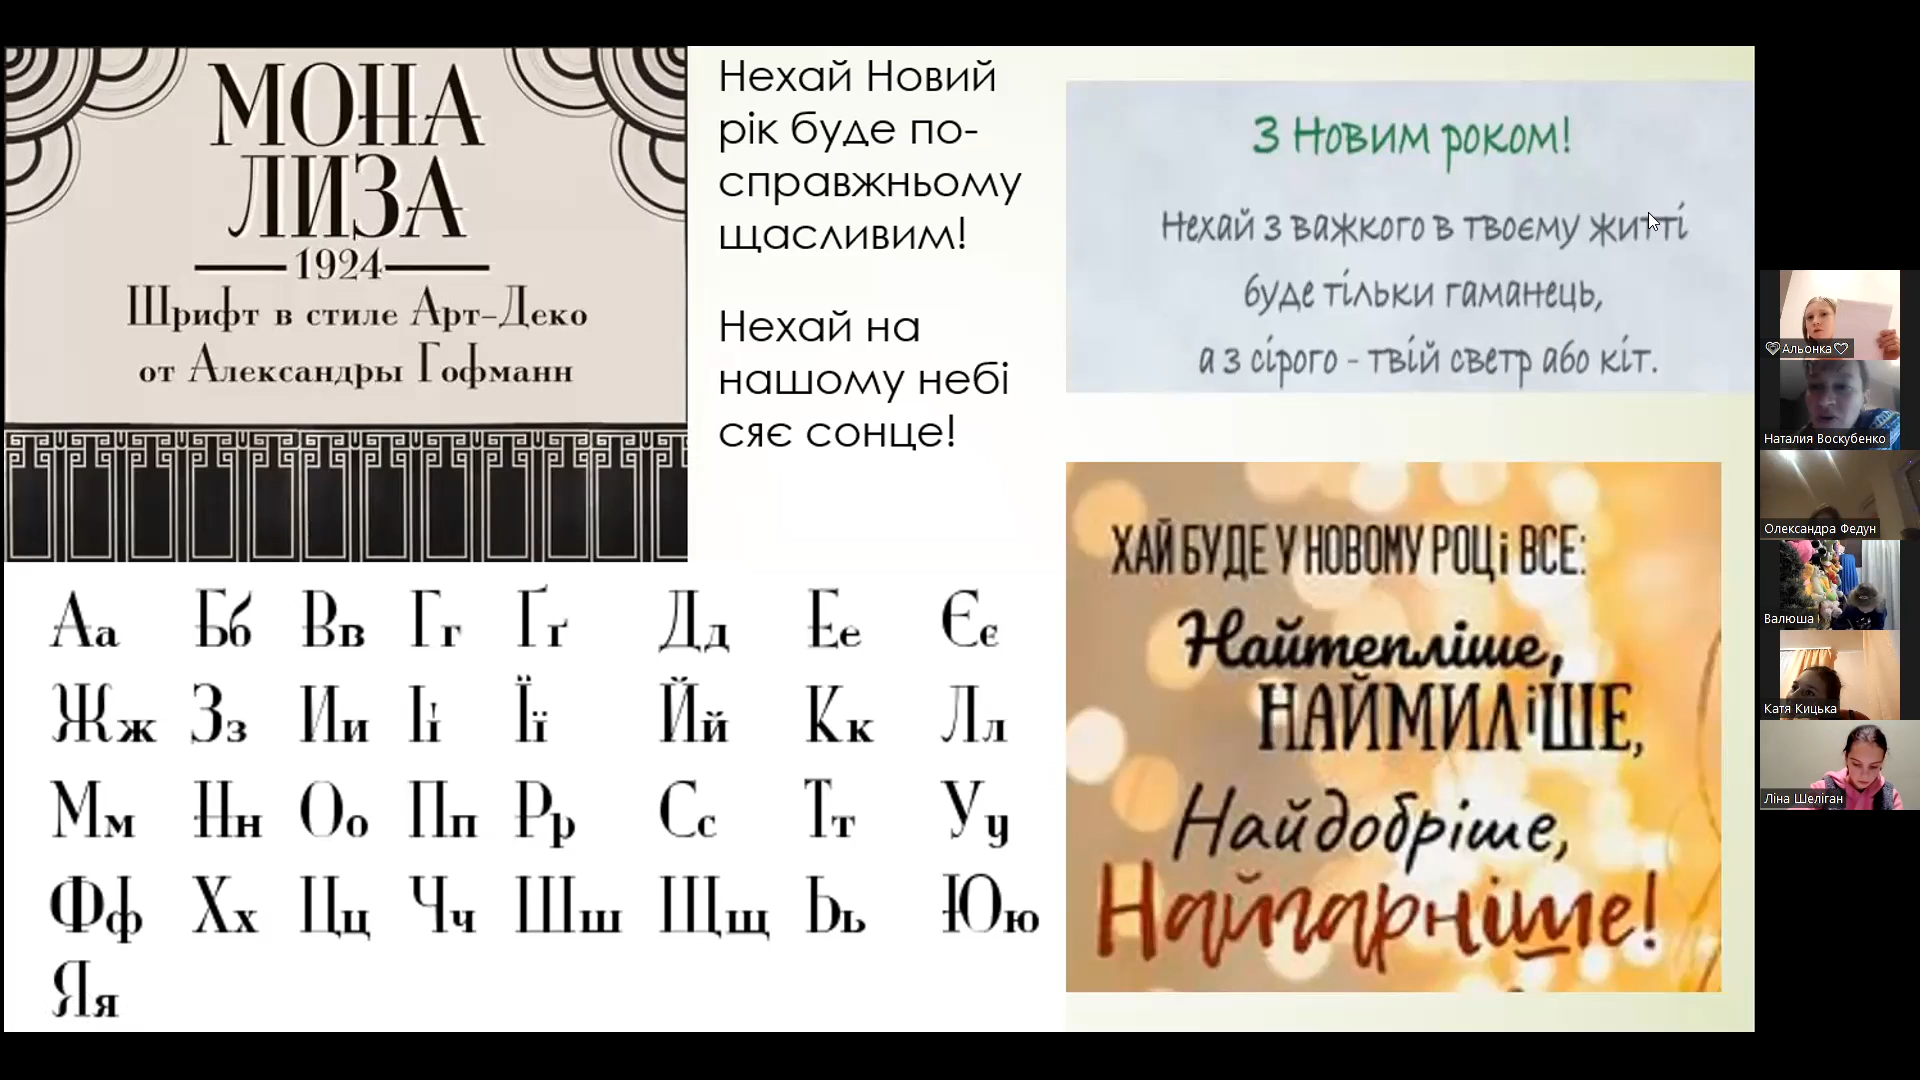 МОНА
ЛИЗА
1924
Шрифт в стиле Арт-Деко
от Александры Гофманн
Нехай Новий
рік буде по-
справжньому
щасливим!
Нехай на
нашому небі
сяє сонце!
З Новим роком!
Нехай з важкого в твоєму житті
буде тільки гаманець,
а з сірого - твій светр або кіт.
ХАЙ БУДЕ У НОВОМУ РОЦі ВСЕ:
Найтепліше,
НАЙМИЛіШЕ,
Найдобріше,
Найгарніше!
Аа Бб Вв Гг Ґґ Дд Ее Єє
Жж Зз Ии Іі Її Йй Кк Лл
Мм Нн Оо Пп Рр Сс Тт Уу
Фф Хх Цц Чч Шш Щщ Ьь Юю
Яя
💝Альонка♡
Наталия Воскубенко
Олександра Федун
Валюша
Катя Кицька
Ліна Шеліган